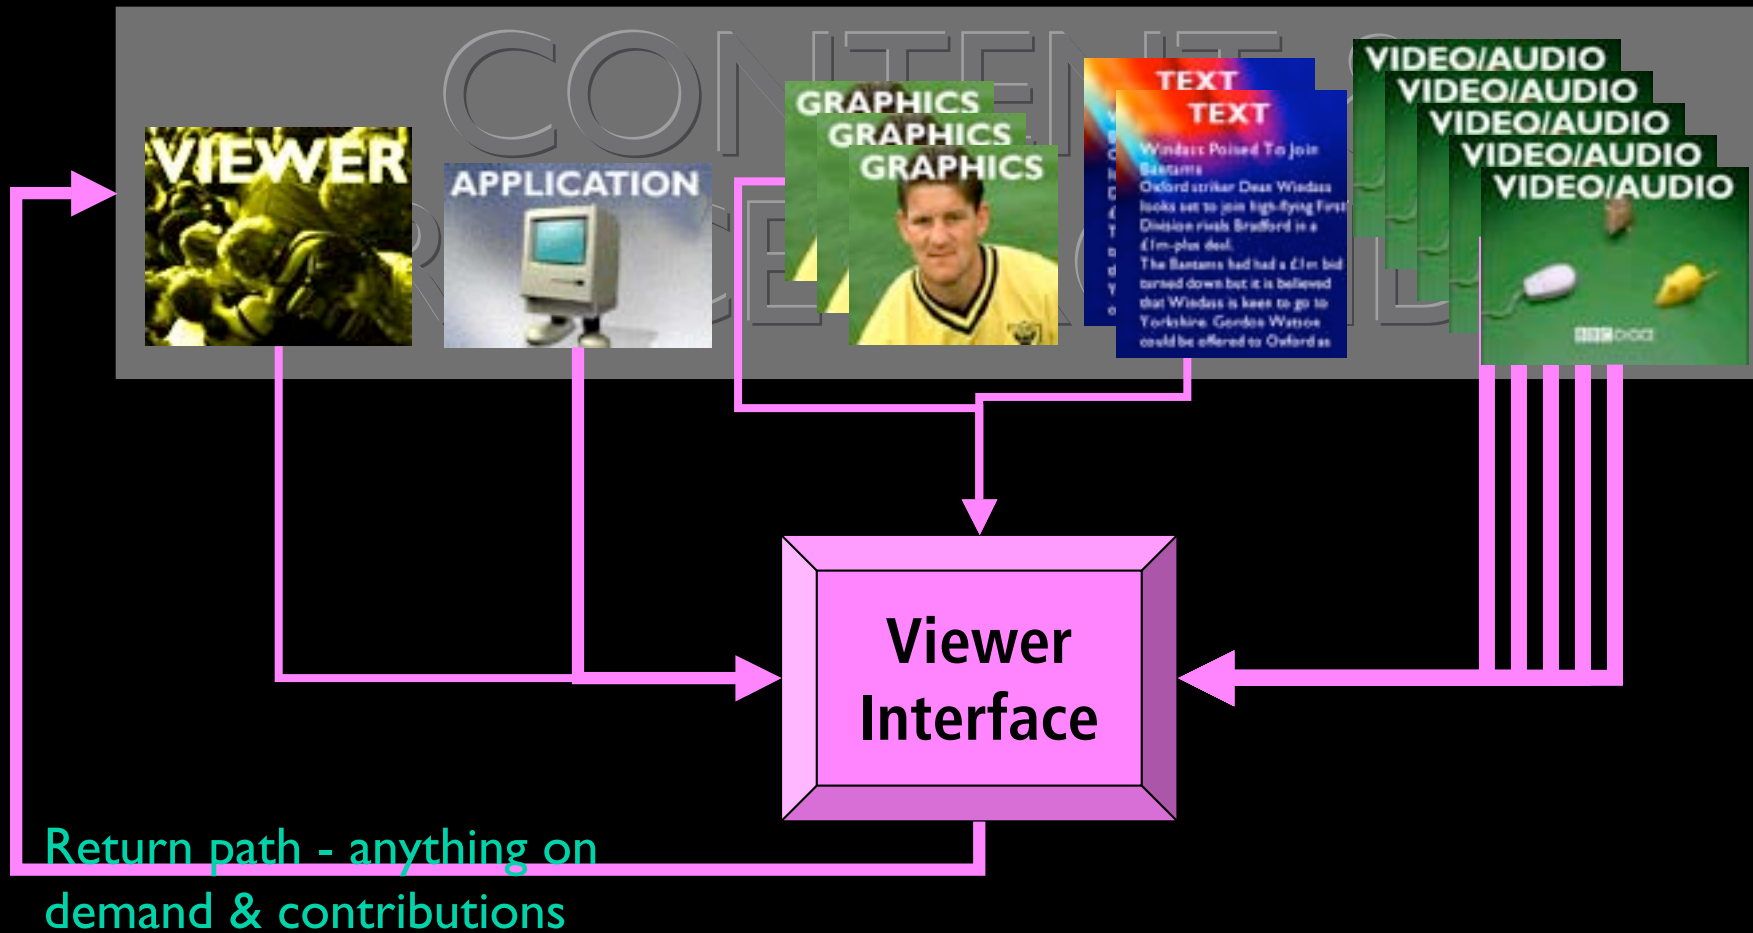 CONTENT &
VIEWER
APPLICATION
GRAPHICS
GRAPHICS
GRAPHICS
TEXT
TEXT
Windass Poised To Join
Bantams
Oxford striker Dean Windass
looks set to join high-flying First
Division rivals Bradford in a
£1m-plus deal.
The Bantams had had a £1m bid
turned down but it is believed
that Windass is keen to go to
Yorkshire. Gordon Watson
could be offered to Oxford as
VIDEO/AUDIO
VIDEO/AUDIO
VIDEO/AUDIO
VIDEO/AUDIO
VIDEO/AUDIO
BBC
Viewer
Interface
Return path - anything on
demand & contributions